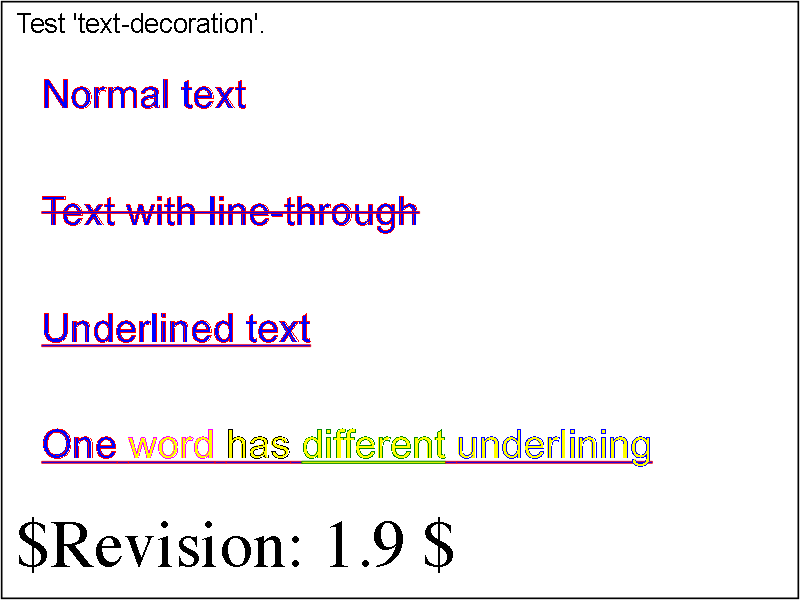 Test 'text-decoration'.
Normal text
Text with line-through
Underlined text
One word has different underlining
$Revision: 1.9 $